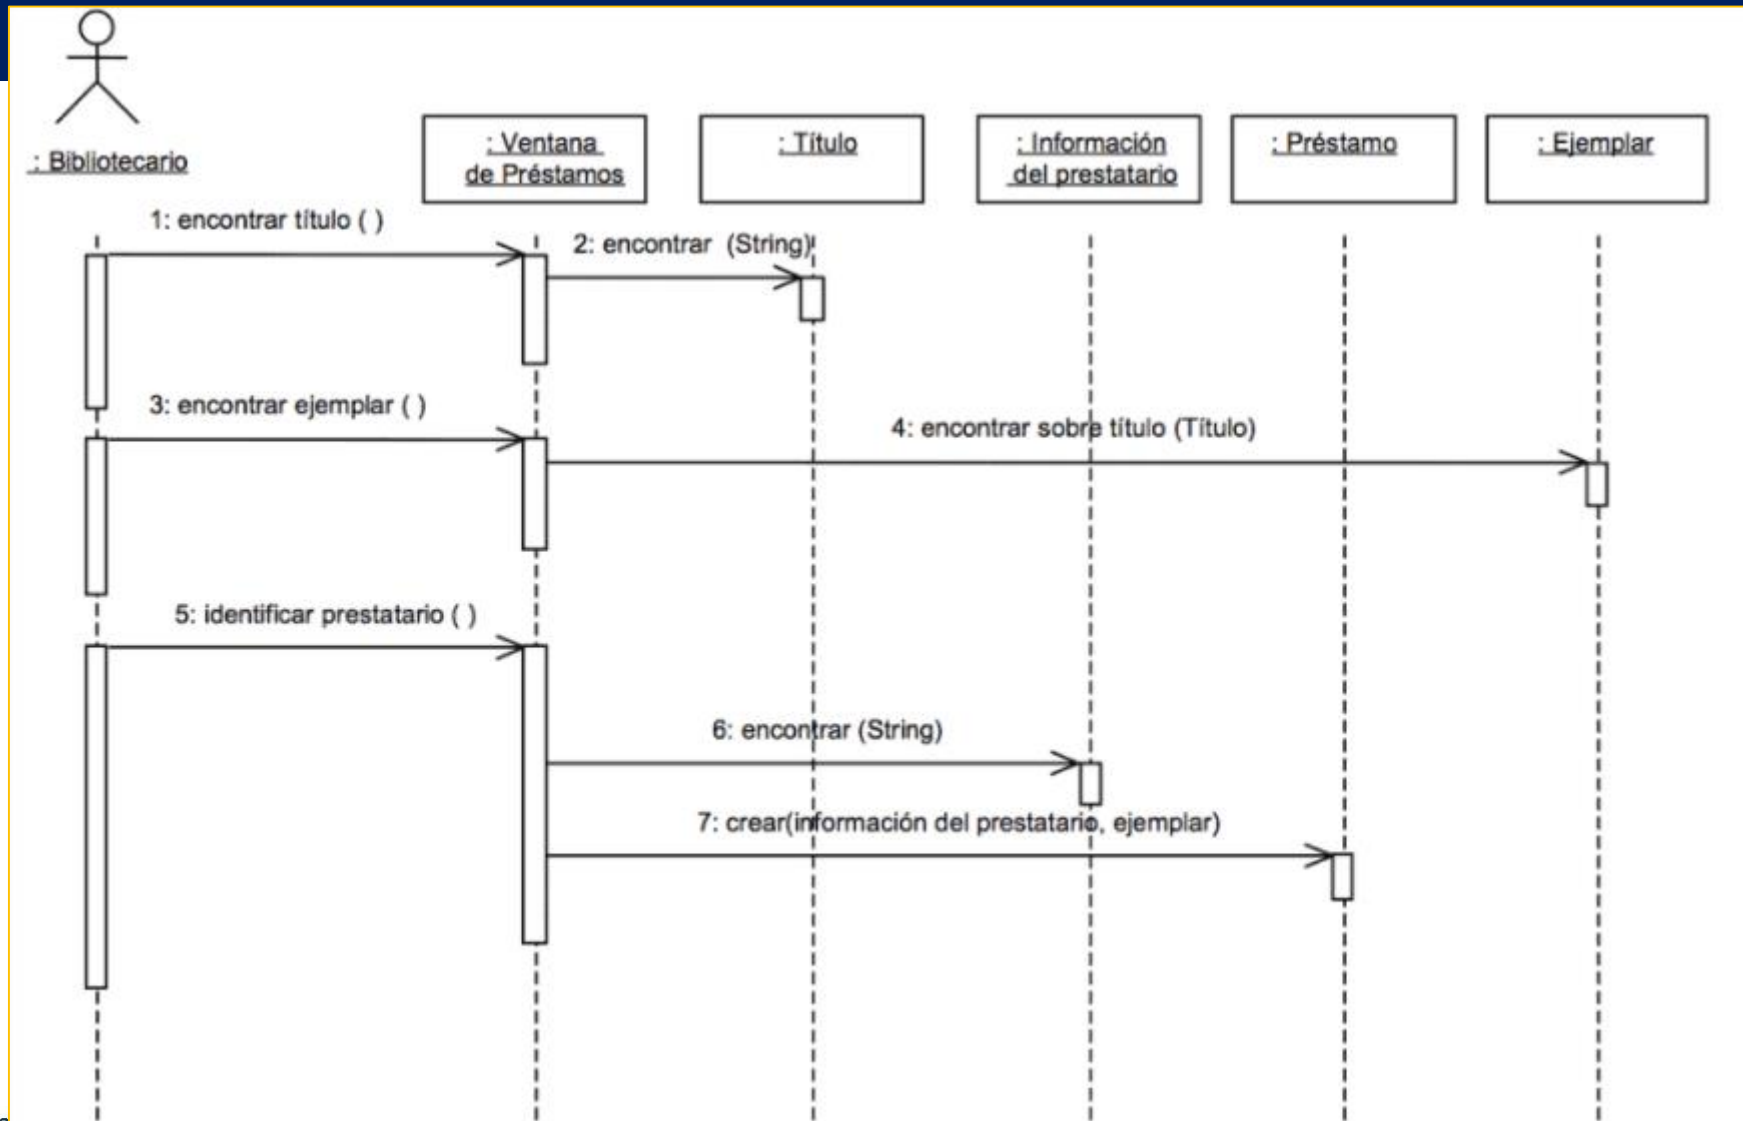 : Bibliotecario
: Ventana
de Préstamos
: Título
: Información
del prestatario
: Préstamo
: Ejemplar
1: encontrar título ( )
2: encontrar (String)
3: encontrar ejemplar ( )
4: encontrar sobre título (Título)
5: identificar prestatario ( )
6: encontrar (String)
7: crear(información del prestatario, ejemplar)